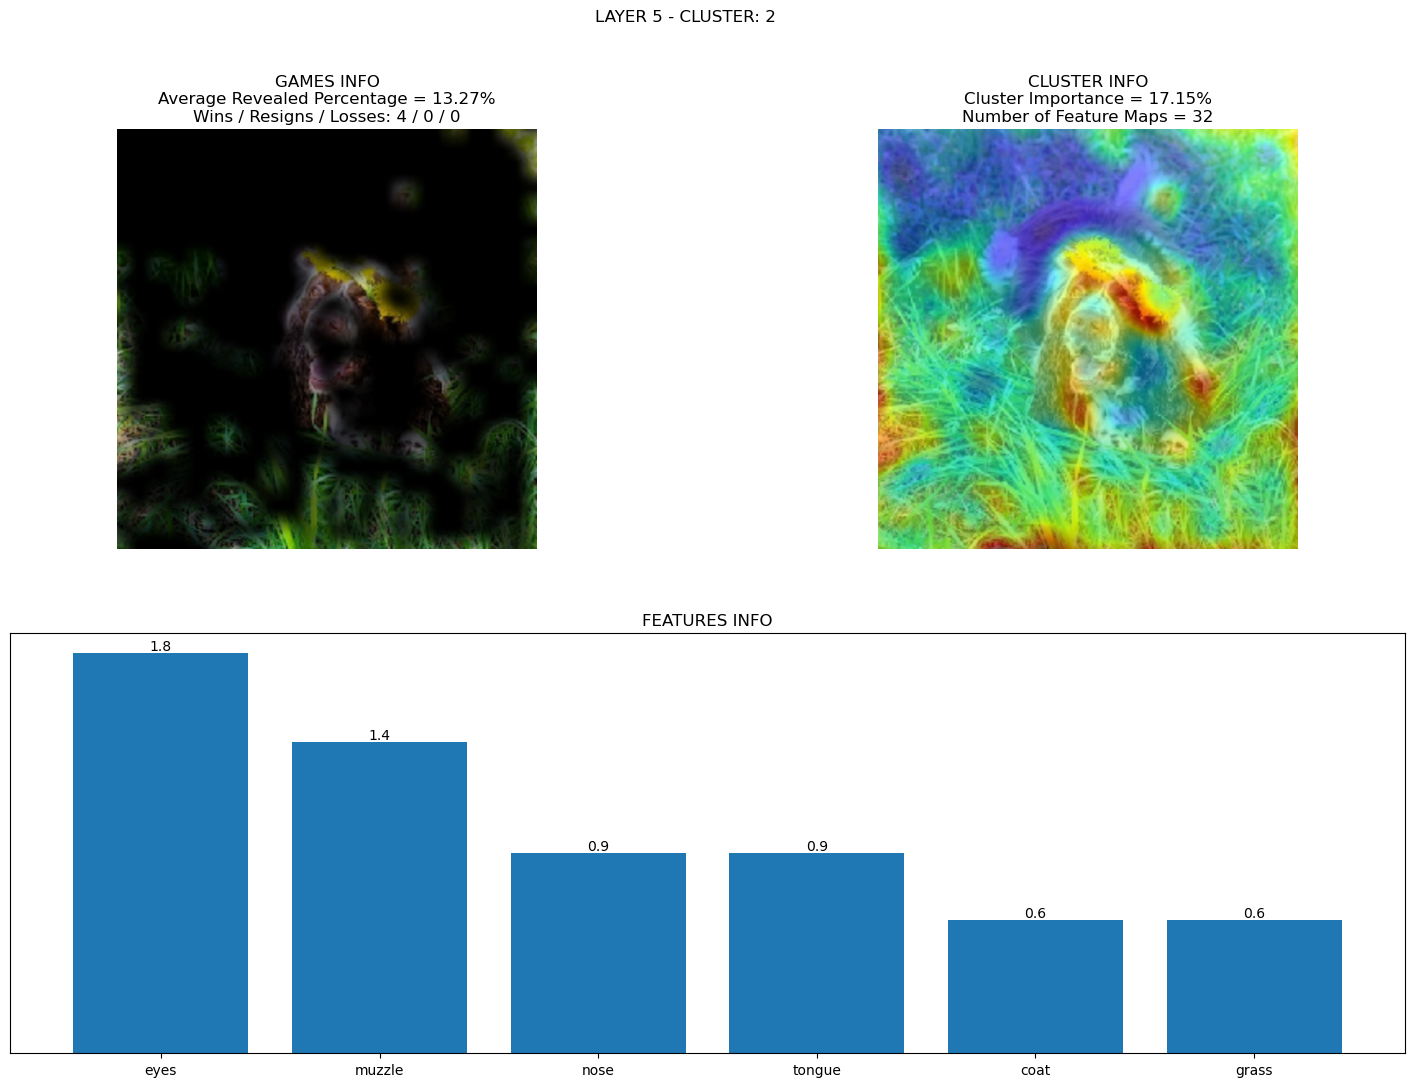 LAYER 5 - CLUSTER: 2
GAMES INFO
Average Revealed Percentage = 13.27%
Wins / Resigns / Losses: 4 / 0 / 0
CLUSTER INFO
Cluster Importance = 17.15%
Number of Feature Maps = 32
FEATURES INFO
1.8
1.4
0.9
0.9
0.6
0.6
eyes
muzzle
nose
tongue
coat
grass